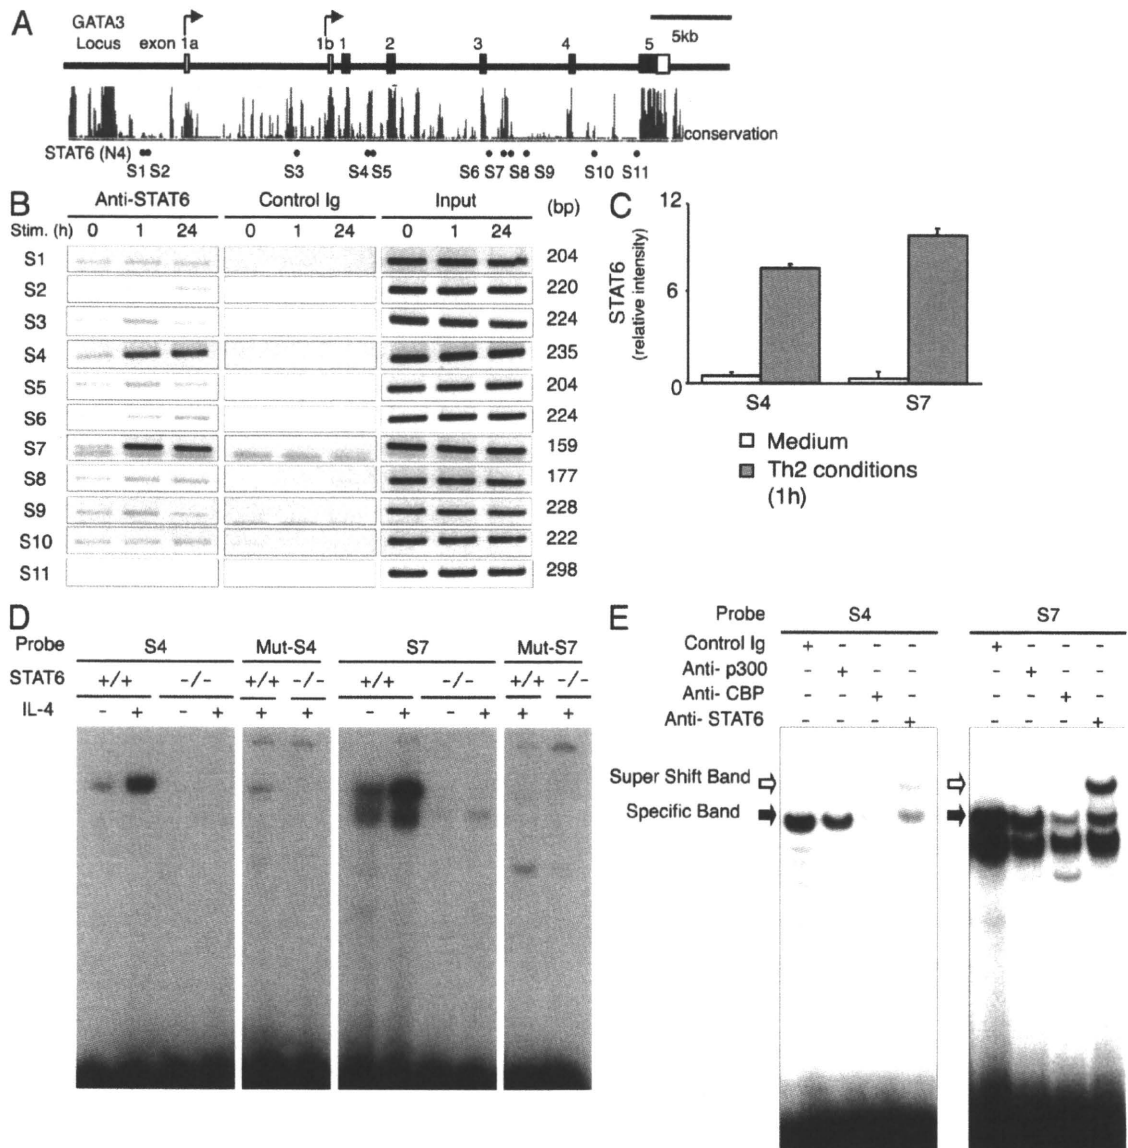 A
GATA3
Locus exon 1a 1b 1 2 3 4 5 5kb
conservation
STAT6 (N4)
S1 S2 S3 S4 S5 S6 S7 S8 S9 S10 S11
B
Anti-STAT6 Control Ig Input (bp)
Stim. (h) 0 1 24 0 1 24 0 1 24
S1 204
S2 220
S3 224
S4 235
S5 204
S6 224
S7 159
S8 177
S9 228
S10 222
S11 298
C
STAT6
(relative intensity)
12
6
0
S4 S7
Medium
Th2 conditions
(1h)
D
Probe S4 Mut-S4 S7 Mut-S7
STAT6 +/+ -/- +/+ -/- +/+ -/- +/+ -/-
IL-4 - + - + + + - + - + + +
E
Probe S4 S7
Control Ig + - - - + - - -
Anti- p300 - + - - - + - -
Anti- CBP - - + - - - + -
Anti- STAT6 - - - + - - - +
Super Shift Band
Specific Band